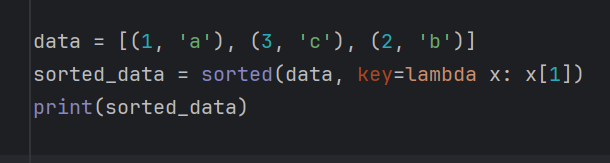 data = [(1, 'a'), (3, 'c'), (2, 'b')]
sorted_data = sorted(data, key=lambda x: x[1])
print(sorted_data)